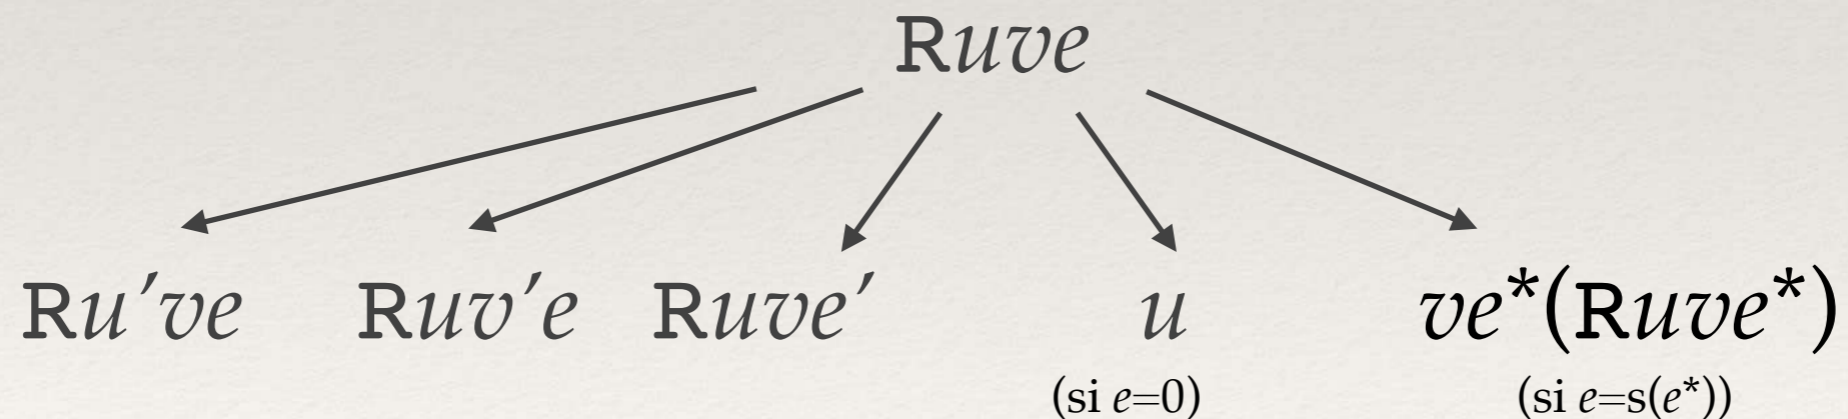 Ruve
Ru′ve Ruv′e Ruve′ u ve*(Ruve*)
(si e=0) (si e=s(e*))